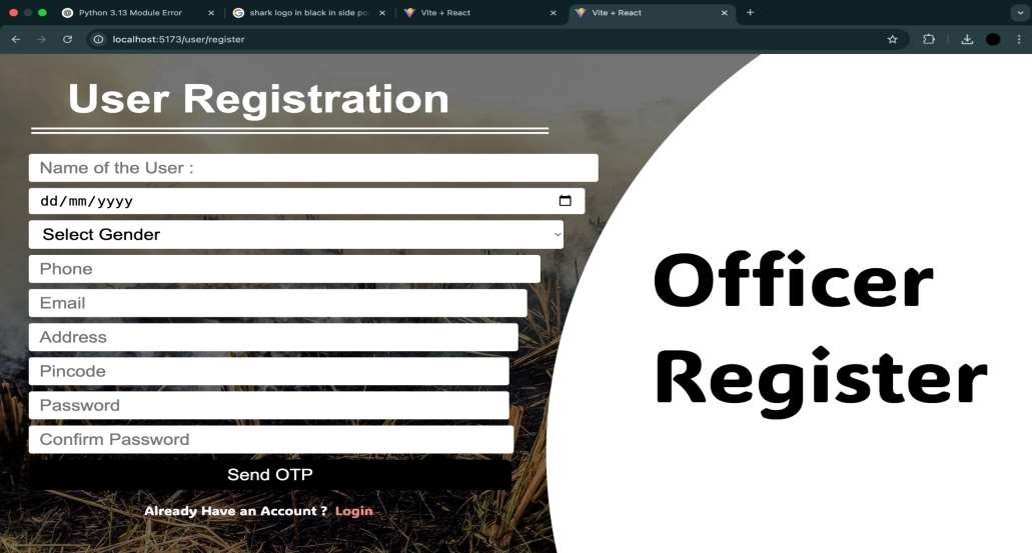 Python 3.13 Module Error
shark logo in black in side po
Vite + React
Vite + React
localhost:5173/user/register
User Registration
Name of the User :
dd/mm/yyyy
Select Gender
Phone
Email
Address
Pincode
Password
Confirm Password
Send OTP
Already Have an Account ? Login
Officer
Register